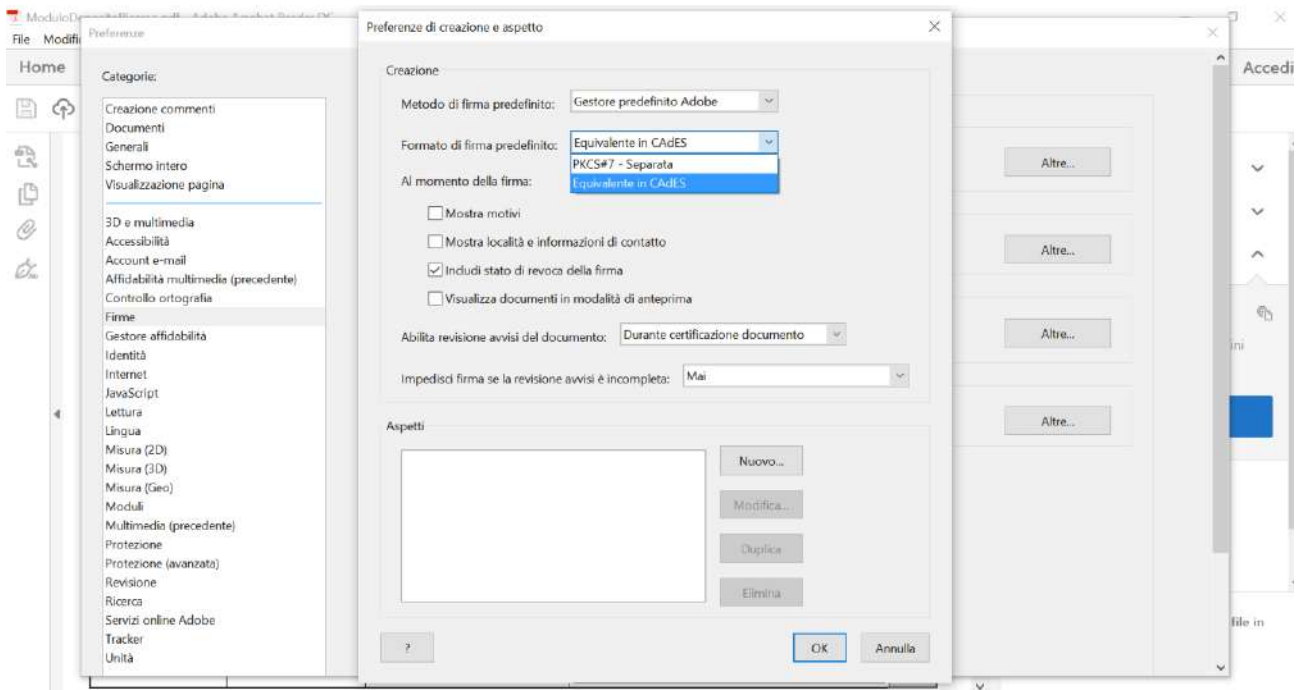 Adobe Acrobat Reader DC
File Modifi
Preferenze
Home
Accedi
Categorie:
Creazione commenti
Documenti
Generali
Schermo intero
Visualizzazione pagina
3D e multimedia
Accessibilità
Account e-mail
Affidabilità multimedia (precedente)
Controllo ortografia
Firme
Gestore affidabilità
Identità
Internet
JavaScript
Lettura
Lingua
Misura (2D)
Misura (3D)
Misura (Geo)
Moduli
Multimedia (precedente)
Protezione
Protezione (avanzata)
Revisione
Ricerca
Servizi online Adobe
Tracker
Unità
Preferenze di creazione e aspetto
Creazione
Metodo di firma predefinito: Gestore predefinito Adobe
Formato di firma predefinito: Equivalente in CAdES
PKCS#7 - Separata
Equivalente in CAdES
Al momento della firma:
Mostra motivi
Mostra località e informazioni di contatto
Includi stato di revoca della firma
Visualizza documenti in modalità di anteprima
Abilita revisione avvisi del documento: Durante certificazione documento
Impedisci firma se la revisione avvisi è incompleta: Mai
Aspetti
Nuovo...
Modifica...
Duplica
Elimina
?
OK
Annulla
Altre...
Altre...
Altre...
Altre...
ini
file in